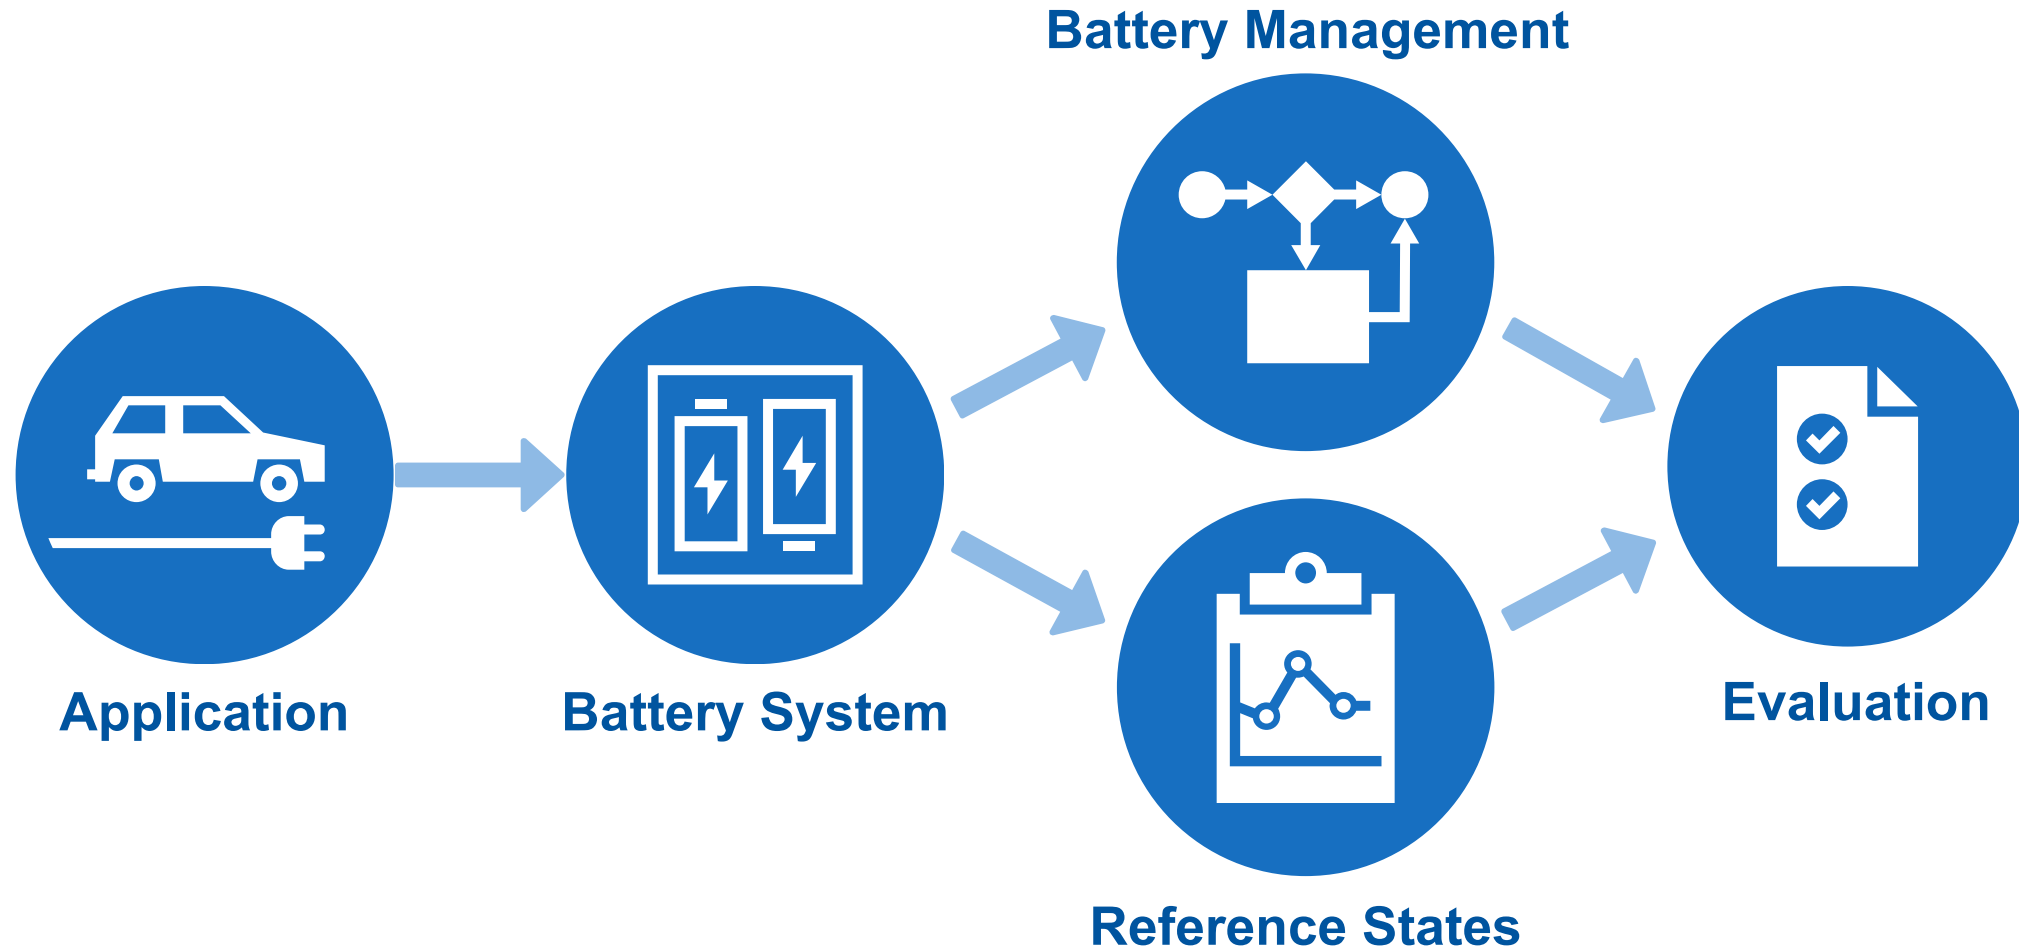 Battery Management
Application
Battery System
Evaluation
Reference States